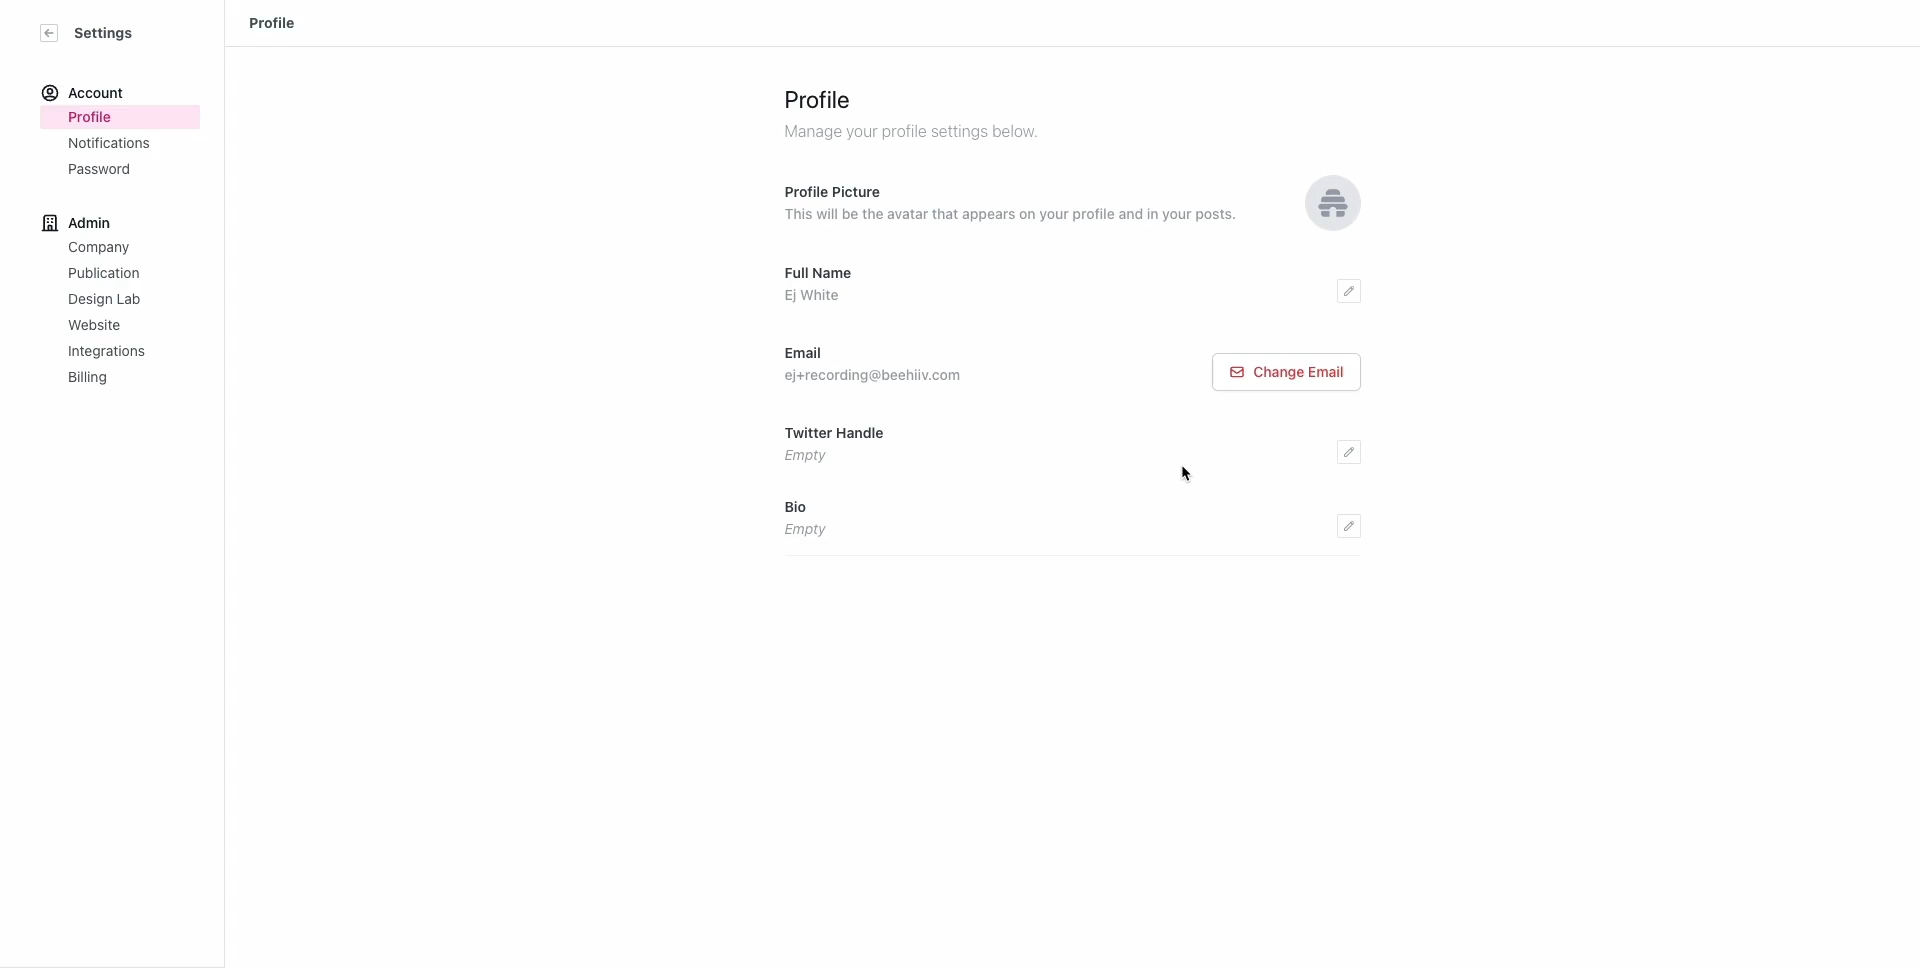 Settings
Account
Profile
Notifications
Password
Admin
Company
Publication
Design Lab
Website
Integrations
Billing
Profile
Profile
Manage your profile settings below.
Profile Picture
This will be the avatar that appears on your profile and in your posts.
Full Name
Ej White
Email
ej+recording@beehiiv.com
Change Email
Twitter Handle
Empty
Bio
Empty